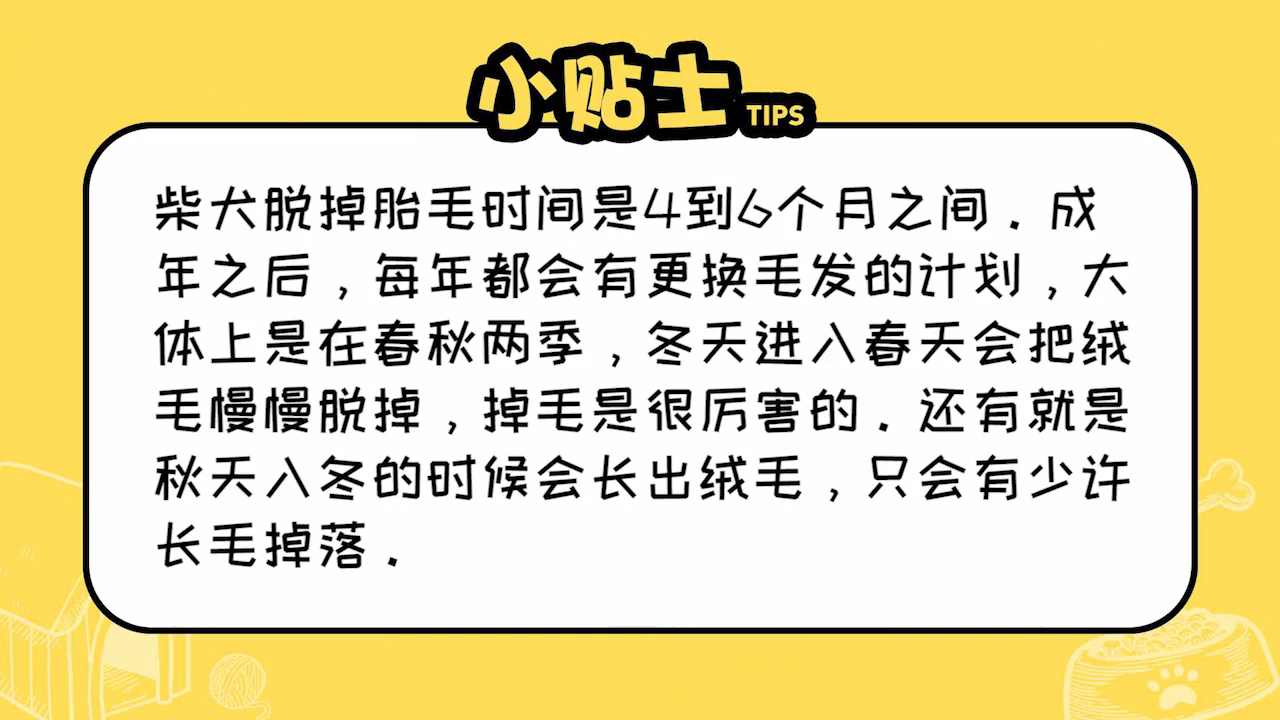 小贴士 TIPS
柴犬脱掉胎毛时间是4到6个月之间．成
年之后，每年都会有更换毛发的计划，大
体上是在春秋两季，冬天进入春天会把绒
毛慢慢脱掉，掉毛是很厉害的．还有就是
秋天入冬的时候会长出绒毛，只会有少许
长毛掉落．